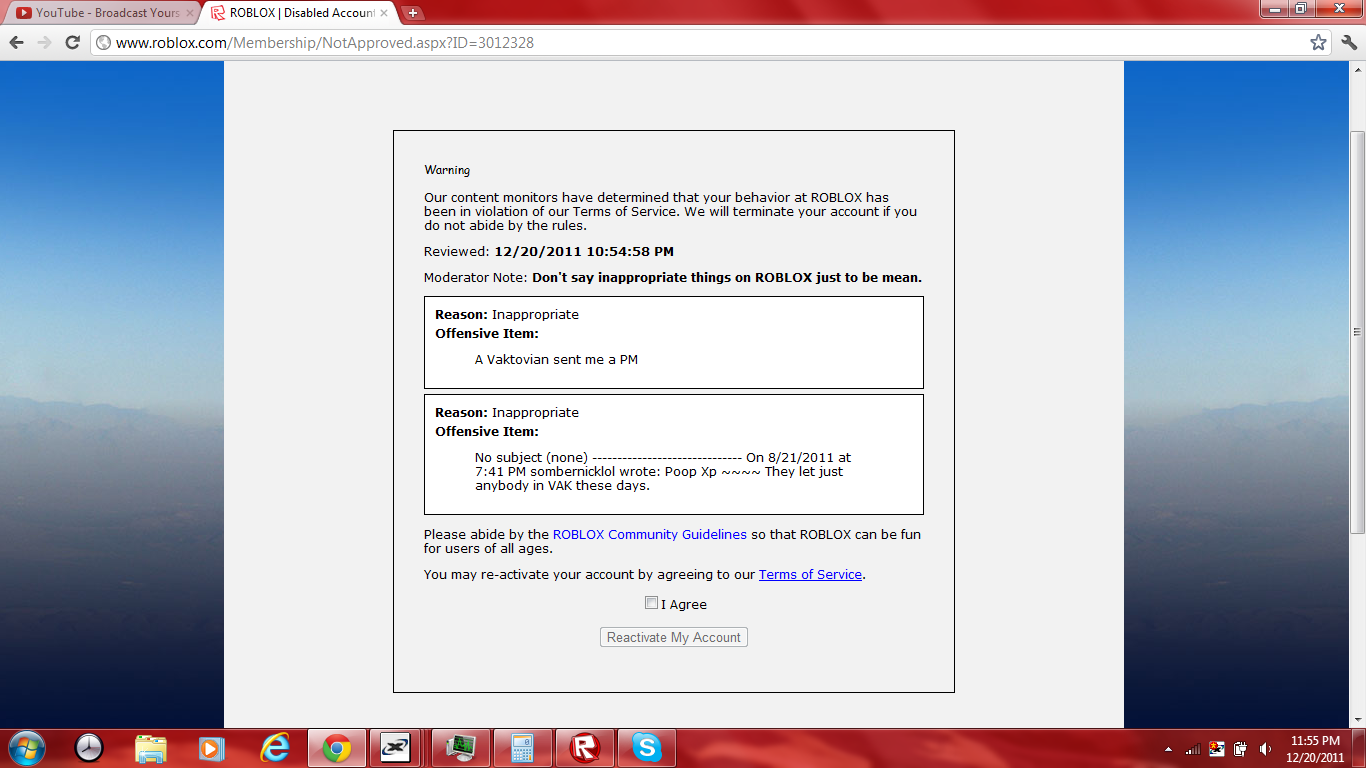 YouTube - Broadcast Yours
ROBLOX | Disabled Accoun
www.roblox.com/Membership/NotApproved.aspx?ID=3012328
Warning
Our content monitors have determined that your behavior at ROBLOX has
been in violation of our Terms of Service. We will terminate your account if you
do not abide by the rules.
Reviewed: 12/20/2011 10:54:58 PM
Moderator Note: Don't say inappropriate things on ROBLOX just to be mean.
Reason: Inappropriate
Offensive Item:
A Vaktovian sent me a PM
Reason: Inappropriate
Offensive Item:
No subject (none) ------------------------------ On 8/21/2011 at
7:41 PM sombernicklol wrote: Poop Xp ~~~~ They let just
anybody in VAK these days.
Please abide by the ROBLOX Community Guidelines so that ROBLOX can be fun
for users of all ages.
You may re-activate your account by agreeing to our Terms of Service.
I Agree
Reactivate My Account
11:55 PM
12/20/2011